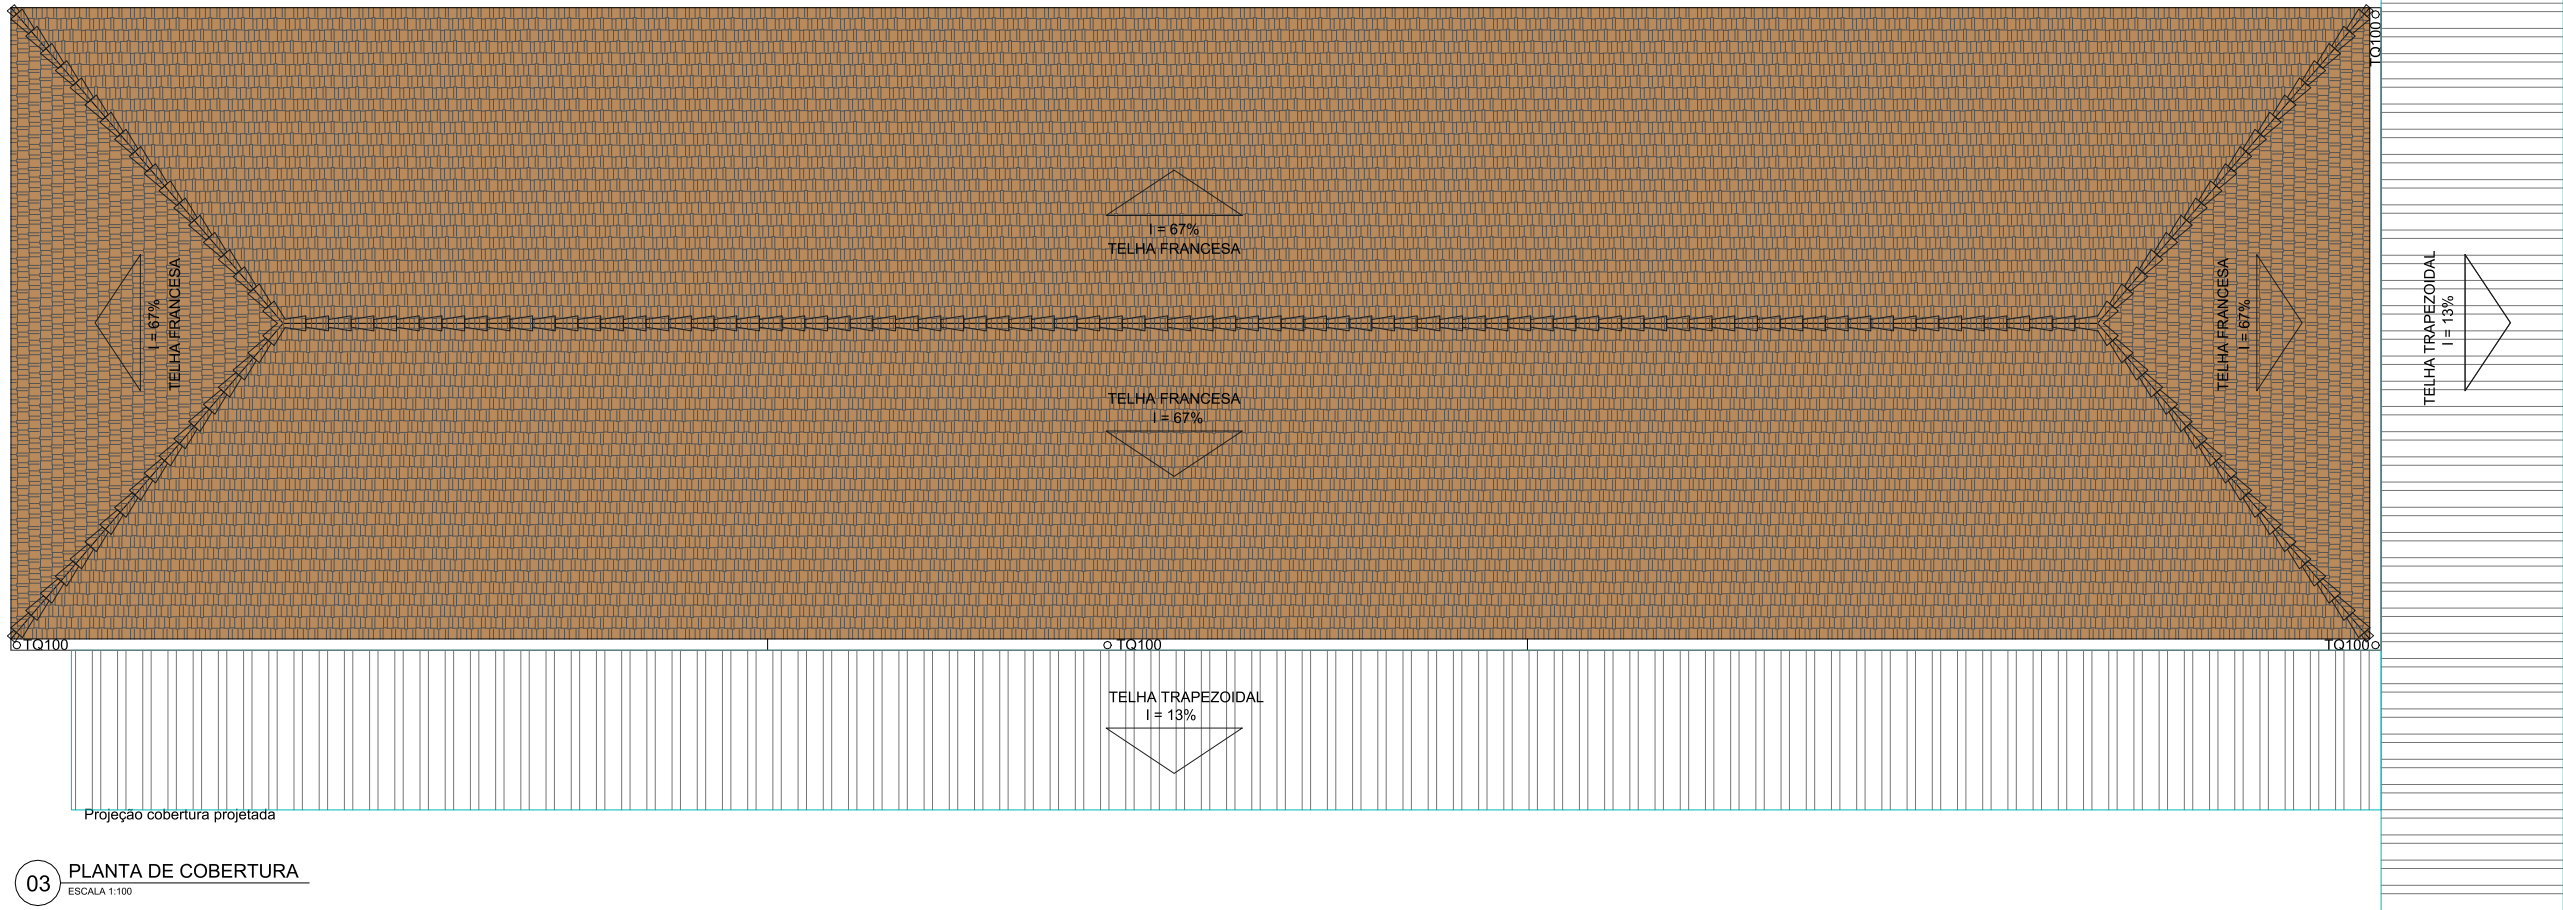 TQ100
I = 67%
TELHA FRANCESA
I = 67%
TELHA FRANCESA
TELHA FRANCESA
I = 67%
TELHA TRAPEZOIDAL
I = 13%
TELHA FRANCESA
I = 67%
TQ100
TQ100
TQ100
TELHA TRAPEZOIDAL
I = 13%
Projeção cobertura projetada
03
PLANTA DE COBERTURA
ESCALA 1:100